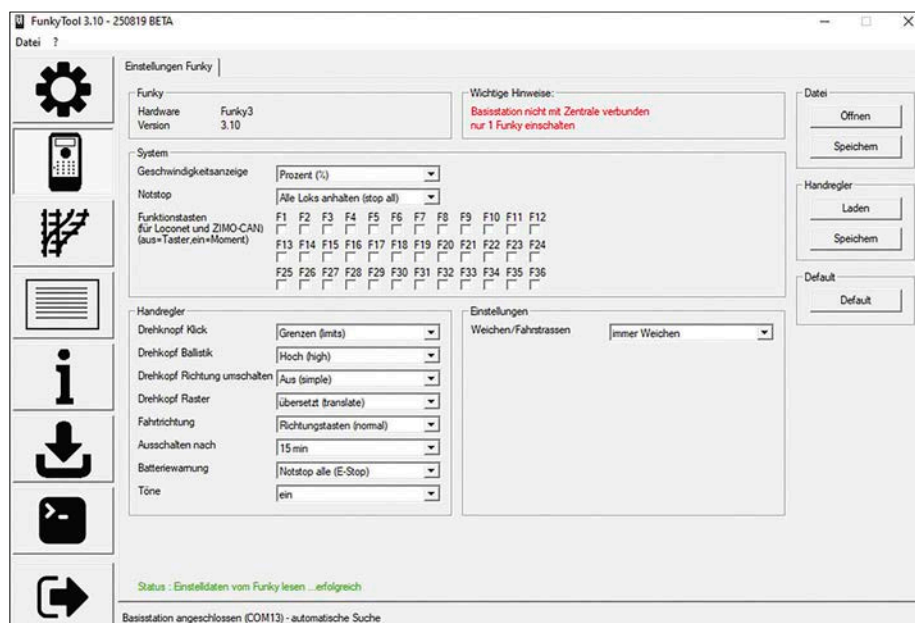 FunkyTool 3.10 - 250819 BETA
Datei ?
Einstellungen Funky
Funky
Hardware Funky3
Version 3.10
Wichtige Hinweise:
Basisstation nicht mit Zentrale verbunden
nur 1 Funky einschalten
System
Geschwindigkeitsanzeige Prozent (%)
Notstop Alle Loks anhalten (stop all)
Funktionstasten
(für Loconet und ZIMO-CAN)
(aus=Taster,ein=Moment)
F1 F2 F3 F4 F5 F6 F7 F8 F9 F10 F11 F12
F13 F14 F15 F16 F17 F18 F19 F20 F21 F22 F23 F24
F25 F26 F27 F28 F29 F30 F31 F32 F33 F34 F35 F36
Handregler
Drehknopf Klick Grenzen (limits)
Drehkopf Ballistik Hoch (high)
Drehkopf Richtung umschalten Aus (simple)
Drehkopf Raster übersetzt (translate)
Fahrtrichtung Richtungstasten (normal)
Ausschalten nach 15 min
Batteriewarnung Notstop alle (E-Stop)
Töne ein
Einstellungen
Weichen/Fahrstrassen immer Weichen
Datei
Öffnen
Speichern
Handregler
Laden
Speichern
Default
Default
Status : Einstelldaten vom Funky lesen ...erfolgreich
Basisstation angeschlossen (COM13) - automatische Suche